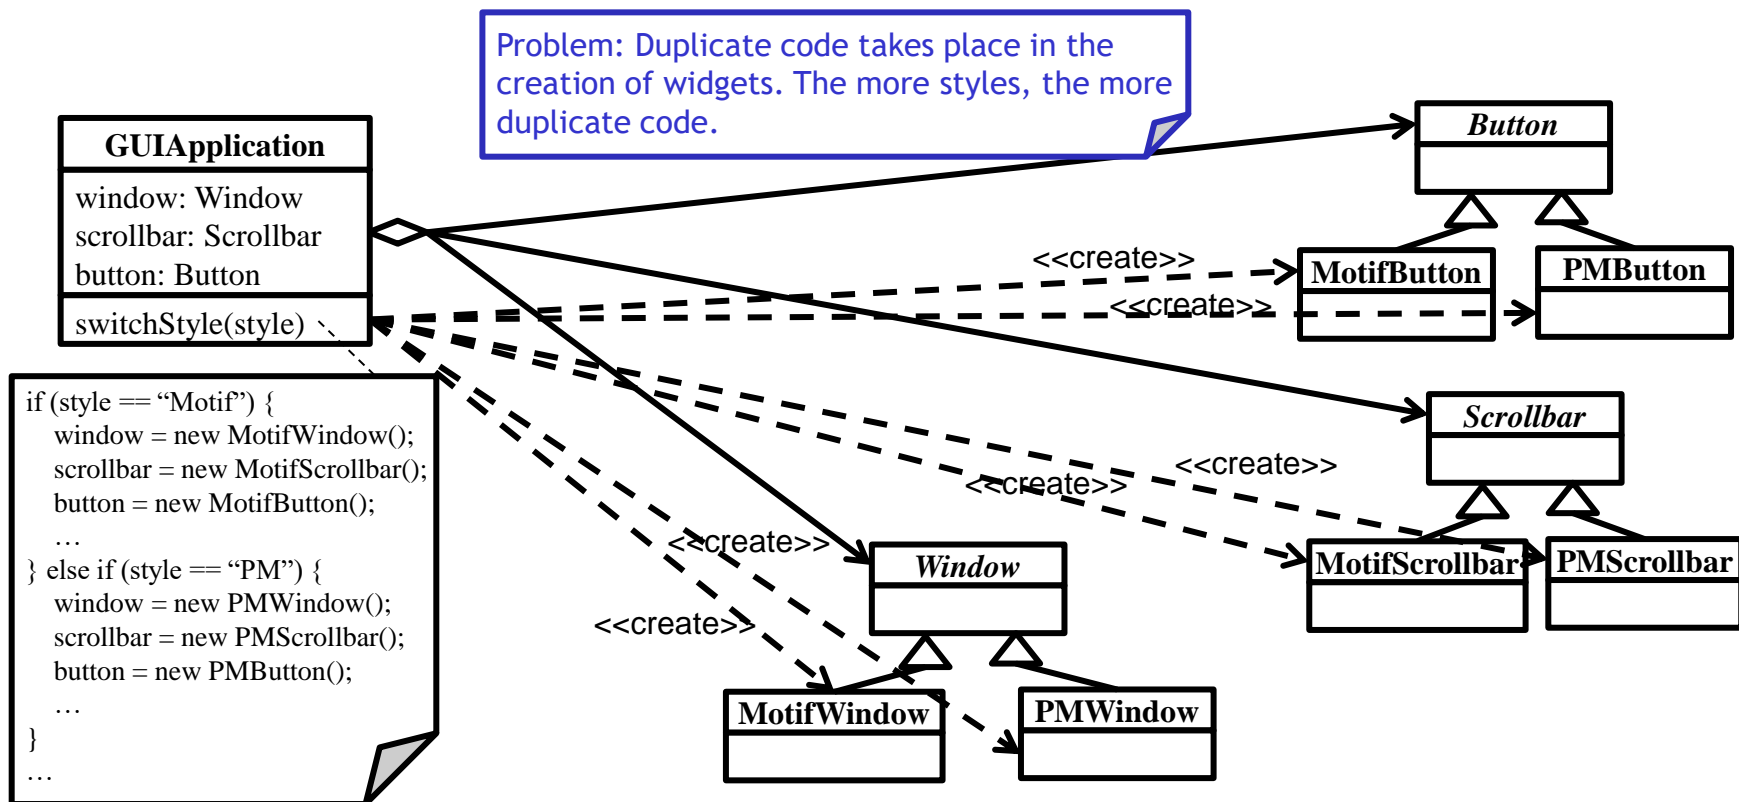 Problem: Duplicate code takes place in the
creation of widgets. The more styles, the more
duplicate code.
GUIApplication
window: Window
scrollbar: Scrollbar
button: Button
switchStyle(style)
if (style == “Motif”) {
window = new MotifWindow();
scrollbar = new MotifScrollbar();
button = new MotifButton();
…
} else if (style == “PM”) {
window = new PMWindow();
scrollbar = new PMScrollbar();
button = new PMButton();
…
}
…
Button
<<create>>
MotifButton
PMButton
<<create>>
Scrollbar
<<create>>
<<create>>
MotifScrollbar
PMScrollbar
<<create>>
Window
<<create>>
MotifWindow
PMWindow